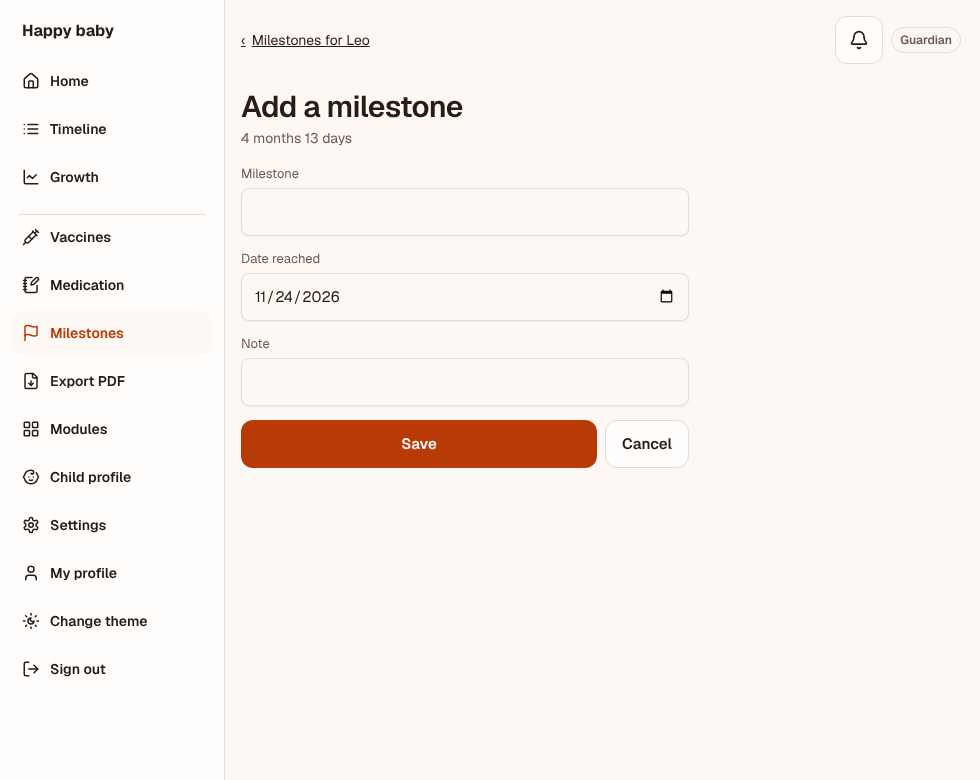 Happy baby
Home
Timeline
Growth
Vaccines
Medication
Milestones
Export PDF
Modules
Child profile
Settings
My profile
Change theme
Sign out
‹ Milestones for Leo
Guardian
Add a milestone
4 months 13 days
Milestone
Date reached
11/24/2026
Note
Save
Cancel